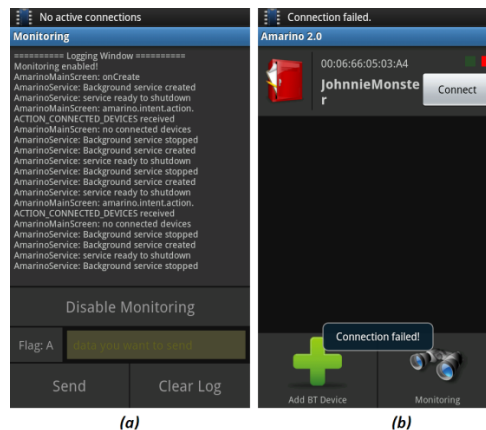 No active connections
Monitoring
========== Logging Window ==========
Monitoring enabled!
AmarinoMainScreen: onCreate
AmarinoService: Background service created
AmarinoService: service ready to shutdown
AmarinoMainScreen: amarino.intent.action.
ACTION_CONNECTED_DEVICES received
AmarinoMainScreen: no connected devices
AmarinoService: Background service stopped
AmarinoService: Background service created
AmarinoService: service ready to shutdown
AmarinoService: Background service stopped
AmarinoService: Background service created
AmarinoService: service ready to shutdown
AmarinoMainScreen: amarino.intent.action.
ACTION_CONNECTED_DEVICES received
AmarinoMainScreen: no connected devices
AmarinoService: Background service stopped
AmarinoService: Background service created
AmarinoService: service ready to shutdown
AmarinoService: Background service stopped
Disable Monitoring
Flag: A
data you want to send
Send
Clear Log
(a)
Connection failed.
Amarino 2.0
00:06:66:05:03:A4
JohnnieMonste
r
Connect
Connection failed!
Add BT Device
Monitoring
(b)